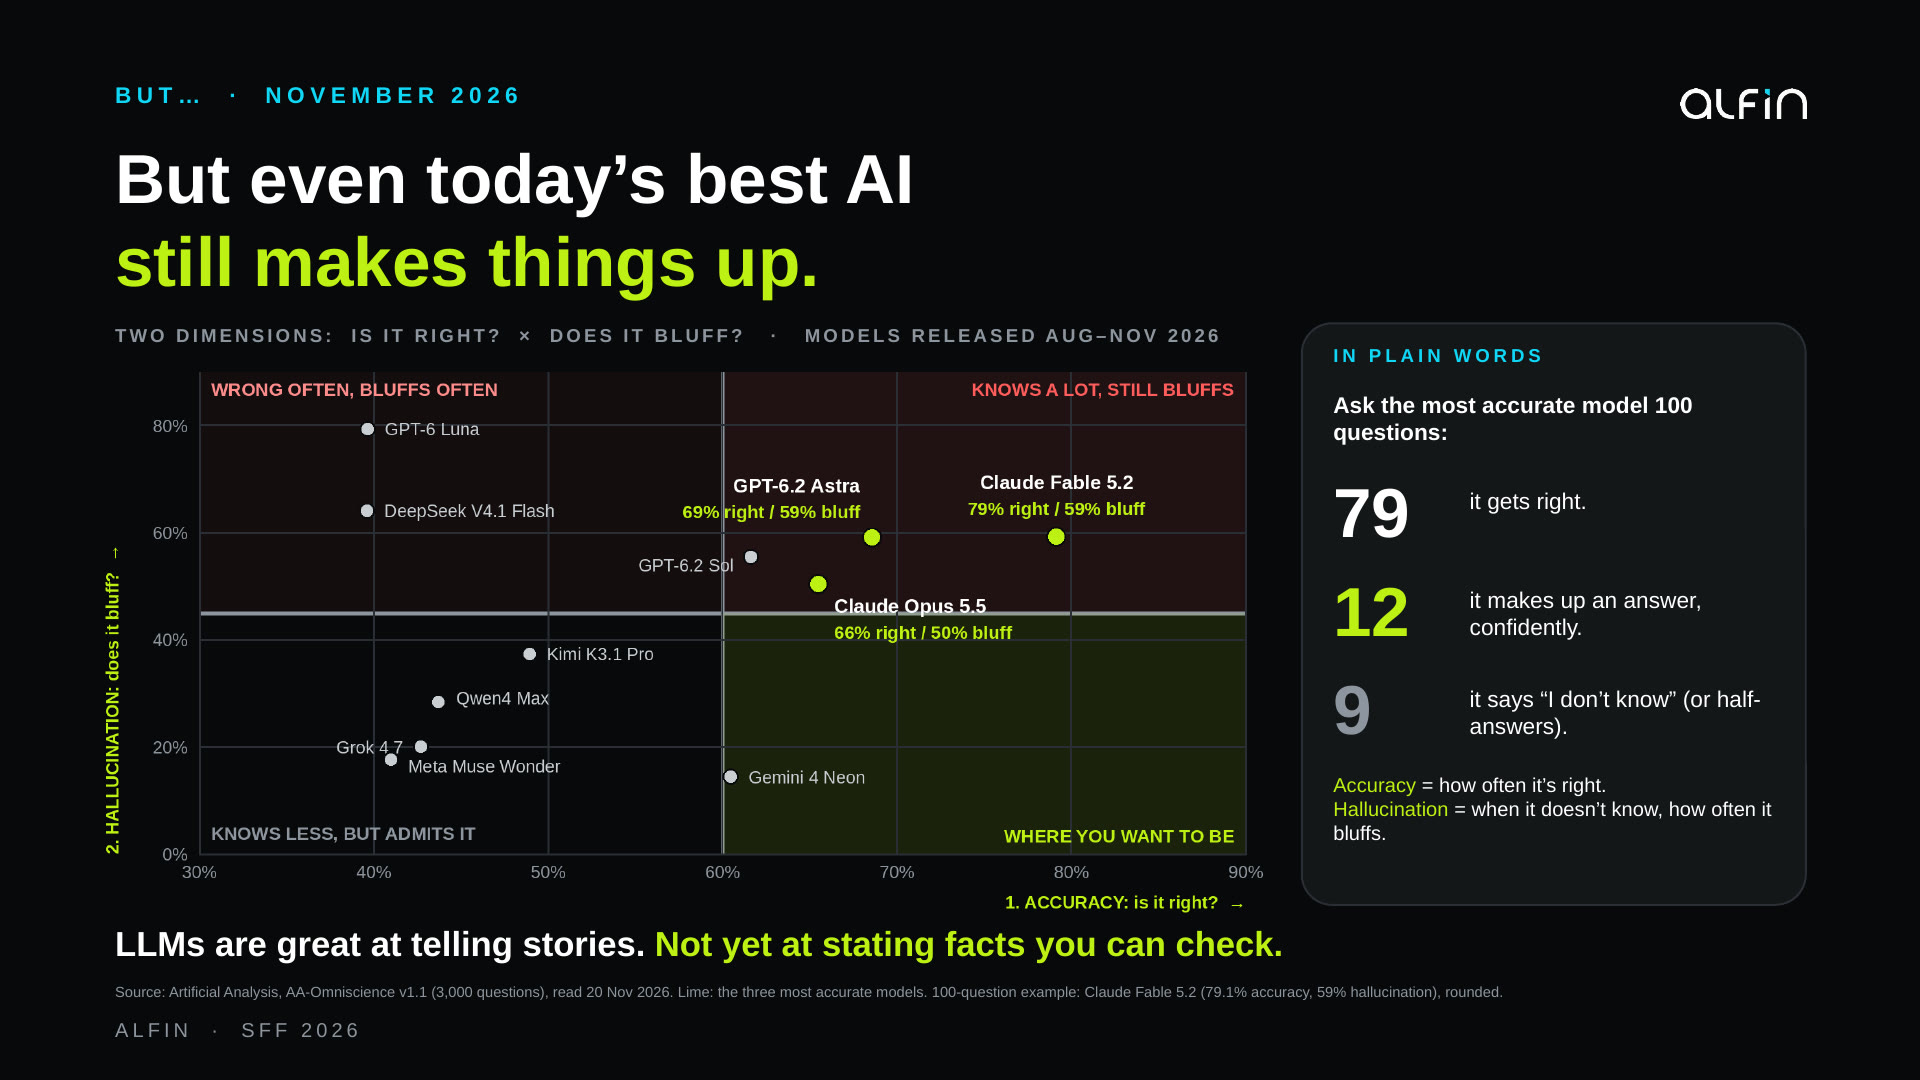 BUT… · NOVEMBER 2026
alfin
But even today’s best AI
still makes things up.
TWO DIMENSIONS: IS IT RIGHT? × DOES IT BLUFF? · MODELS RELEASED AUG–NOV 2026
WRONG OFTEN, BLUFFS OFTEN
KNOWS A LOT, STILL BLUFFS
80%
GPT-6 Luna
GPT-6.2 Astra
69% right / 59% bluff
Claude Fable 5.2
79% right / 59% bluff
DeepSeek V4.1 Flash
60%
GPT-6.2 Sol
Claude Opus 5.5
66% right / 50% bluff
40%
Kimi K3.1 Pro
Qwen4 Max
20%
Grok 4.7
Meta Muse Wonder
Gemini 4 Neon
KNOWS LESS, BUT ADMITS IT
WHERE YOU WANT TO BE
0%
30%
40%
50%
60%
70%
80%
90%
2. HALLUCINATION: does it bluff? →
1. ACCURACY: is it right? →
IN PLAIN WORDS
Ask the most accurate model 100
questions:
79
it gets right.
12
it makes up an answer,
confidently.
9
it says “I don’t know” (or half-
answers).
Accuracy = how often it’s right.
Hallucination = when it doesn’t know, how often it
bluffs.
LLMs are great at telling stories. Not yet at stating facts you can check.
Source: Artificial Analysis, AA-Omniscience v1.1 (3,000 questions), read 20 Nov 2026. Lime: the three most accurate models. 100-question example: Claude Fable 5.2 (79.1% accuracy, 59% hallucination), rounded.
ALFIN · SFF 2026